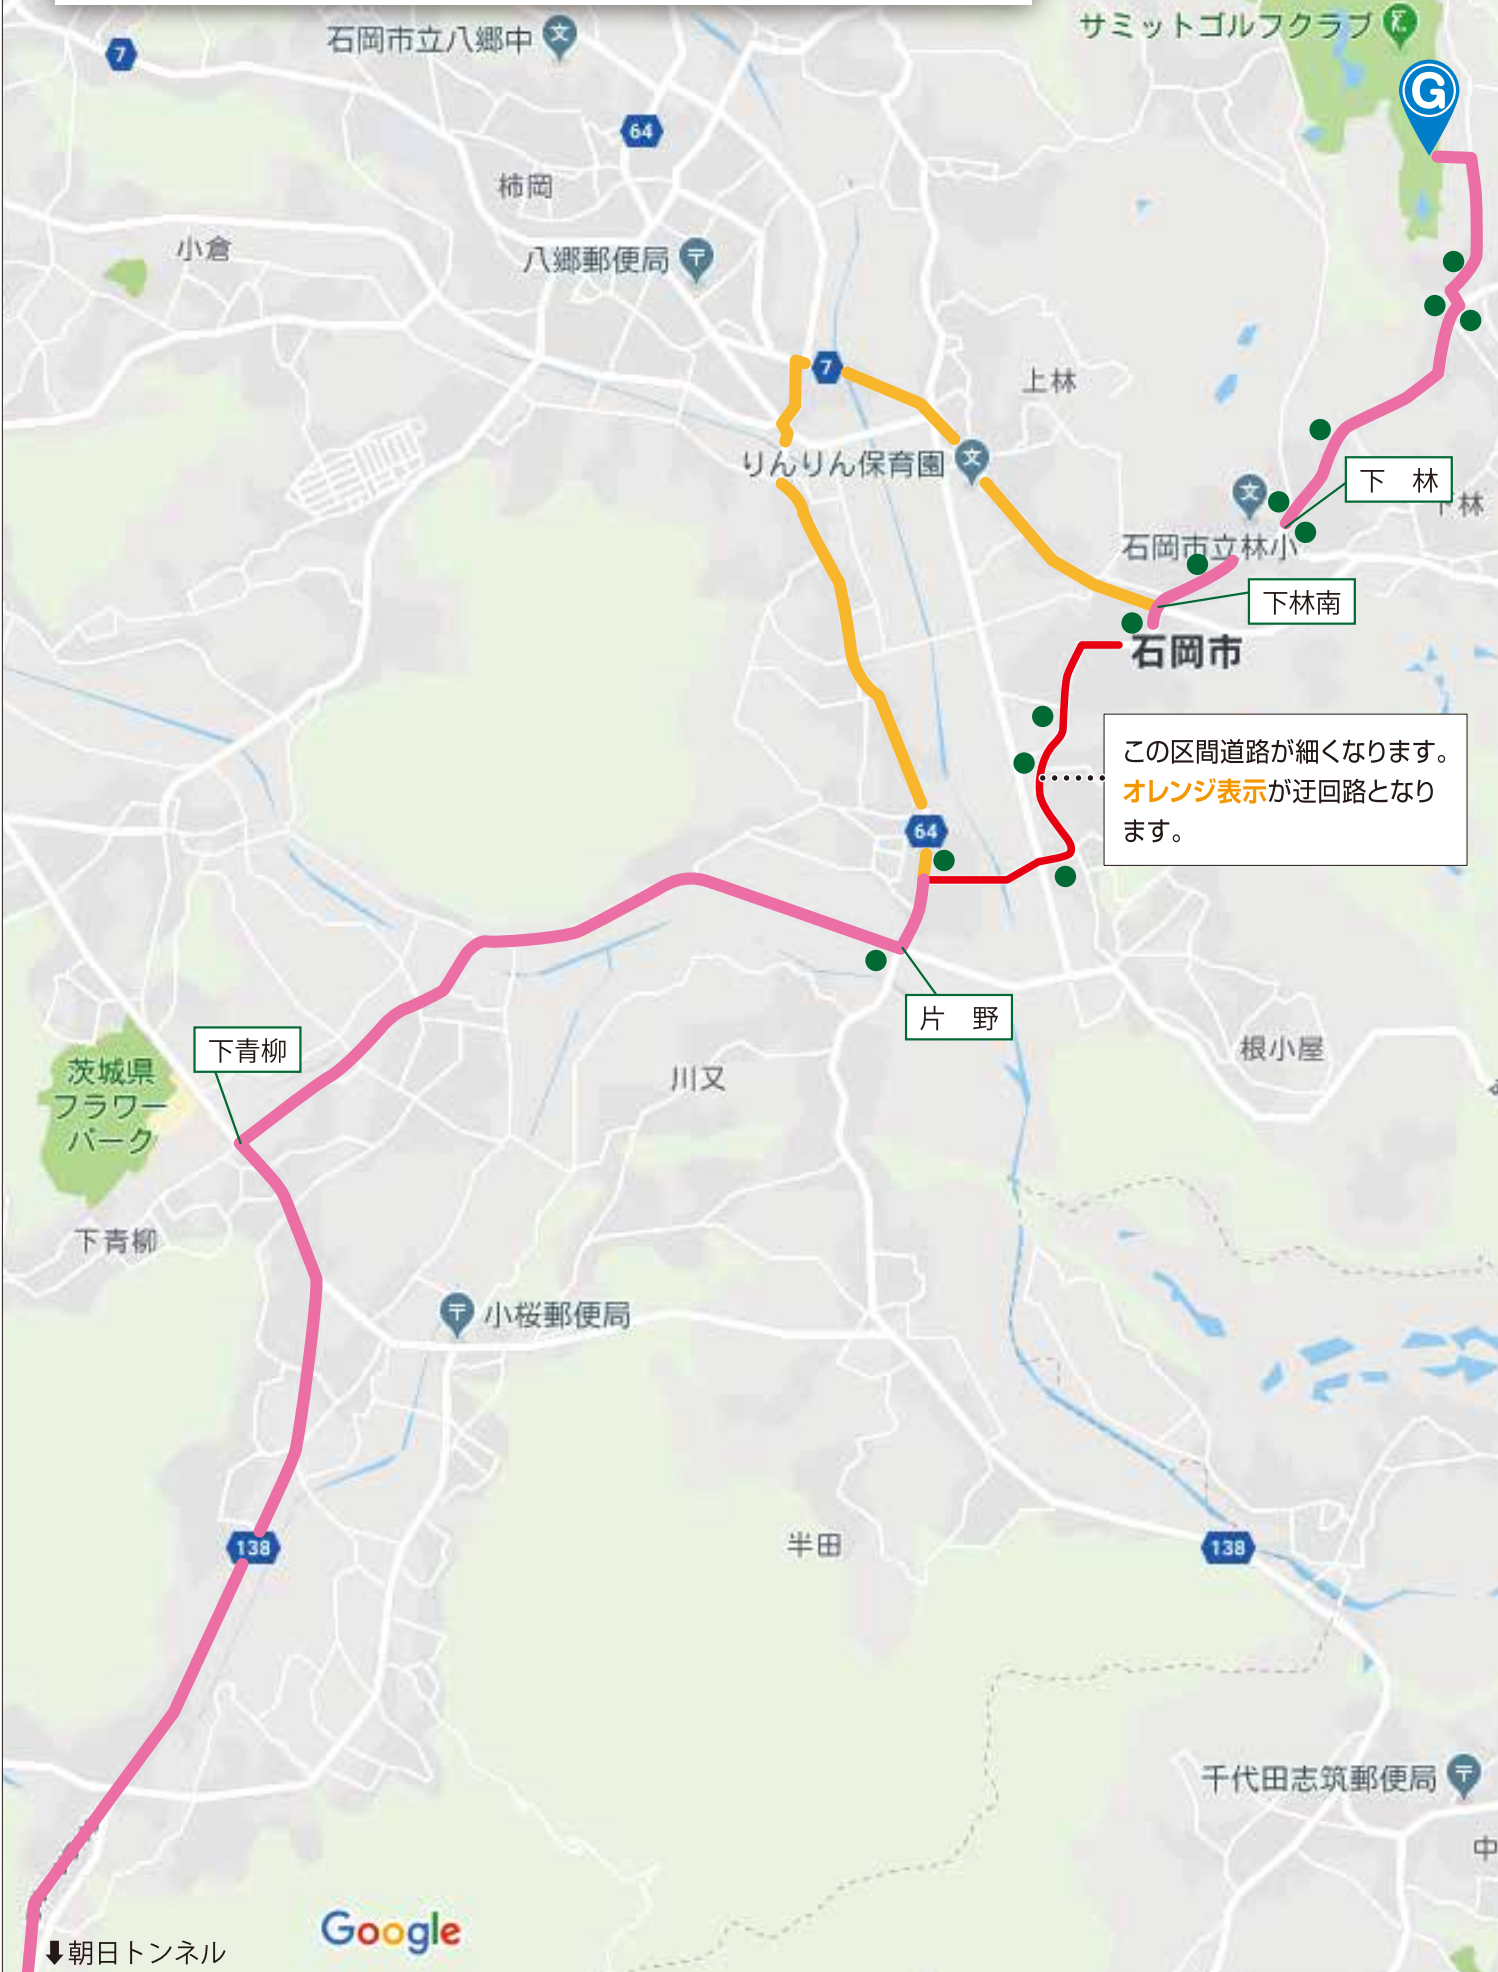 サミットゴルフクラブ
石岡市立八郷中
文
7
G
64
柿岡
小倉
八郷郵便局
〒
7
上林
りんりん保育園
文
下 林
下林
文
石岡市立林小
下林南
石岡市
この区間道路が細くなります。
オレンジ表示が迂回路となり
ます。
64
片 野
下青柳
根小屋
茨城県
フラワー
パーク
川又
下青柳
〒
小桜郵便局
138
半田
138
千代田志筑郵便局
〒
中
Google
⬇朝日トンネル